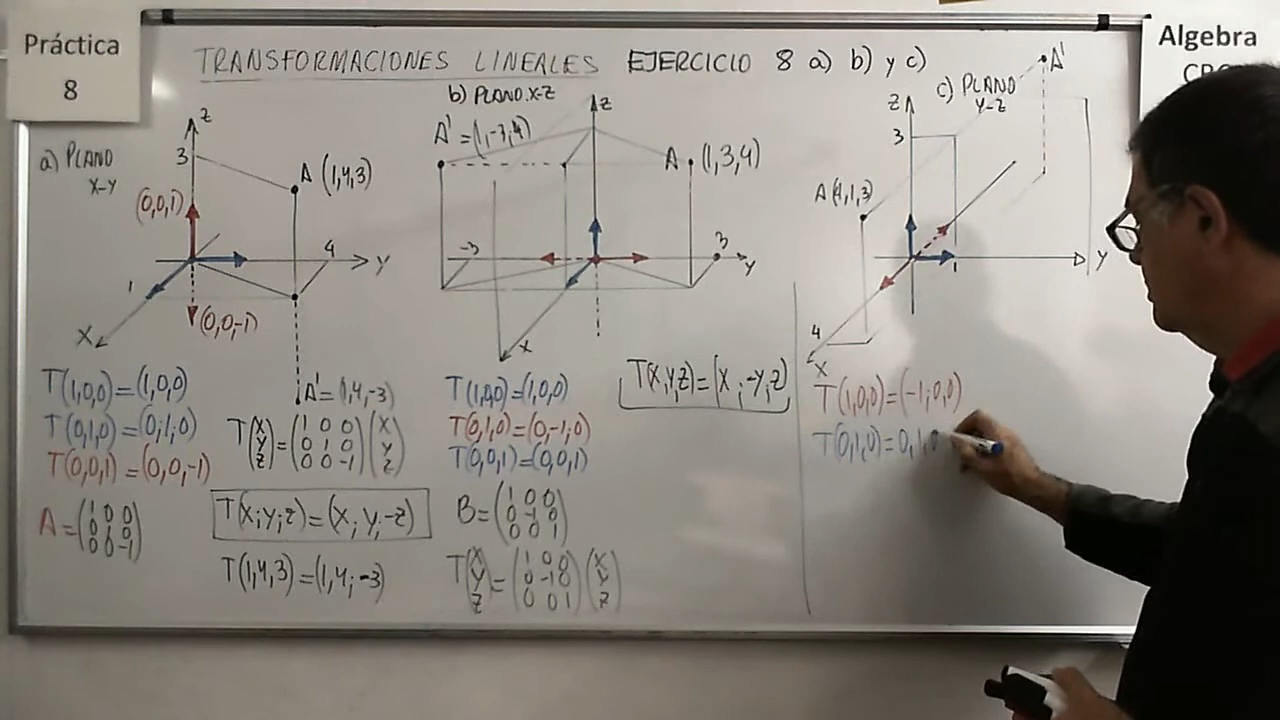 Práctica
8
Algebra
CBC
TRANSFORMACIONES LINEALES EJERCICIO 8 a) b) y c)
a) PLANO
X-Y
Z
3
A (1,4,3)
(0,0,1)
4
Y
1
X
(0,0,-1)
A'=(1,4,-3)
T(1,0,0)=(1,0,0)
T(0,1,0)=(0,1,0)
T(0,0,1)=(0,0,-1)
A=
1 0 0
0 1 0
0 0 -1
T(X Y Z)=
1 0 0
0 1 0
0 0 -1
X
Y
Z
T(X;Y;Z)=(X;Y;-Z)
T(1,4,3)=(1,4;-3)
b) PLANO.X-Z
Z
A'=(1,-3,4)
A (1,3,4)
-3
3
Y
X
T(1,0,0)=(1,0,0)
T(0,1,0)=(0,-1;0)
T(0,0,1)=(0,0,1)
T(X,Y,Z)=(X;-Y;Z)
B=
1 0 0
0 -1 0
0 0 1
T(X Y Z)=
1 0 0
0 -1 0
0 0 1
X
Y
Z
c) PLANO
Y-Z
A'
Z
3
A(4,1,3)
1
Y
4
X
T(1,0,0)=(-1;0,0)
T(0,1,0)=0,1,0